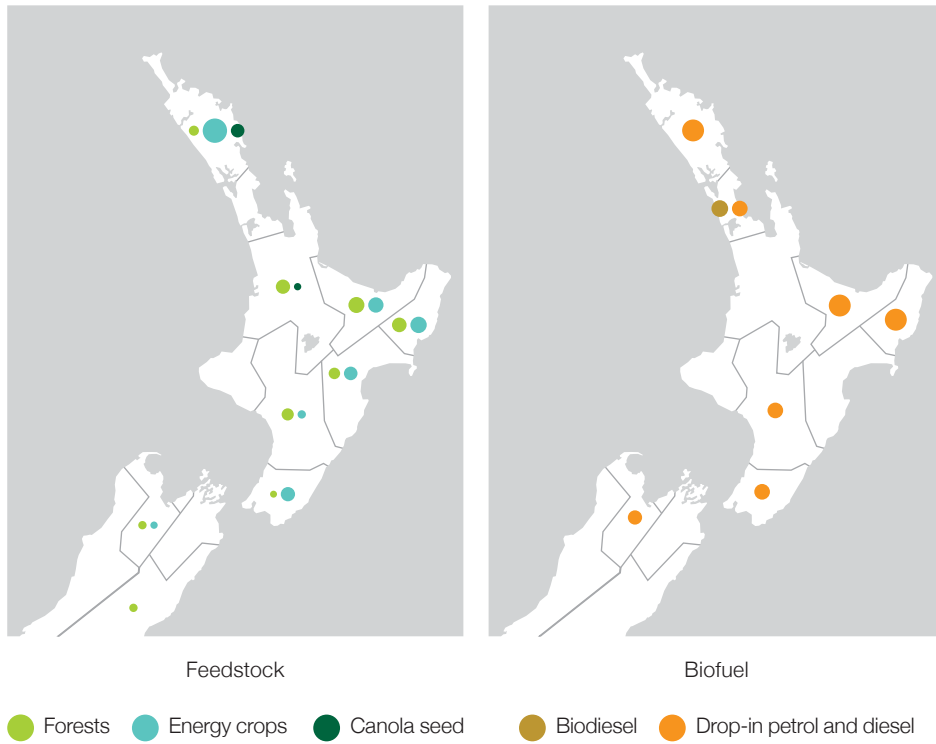 Feedstock
Biofuel
Forests
Energy crops
Canola seed
Biodiesel
Drop-in petrol and diesel